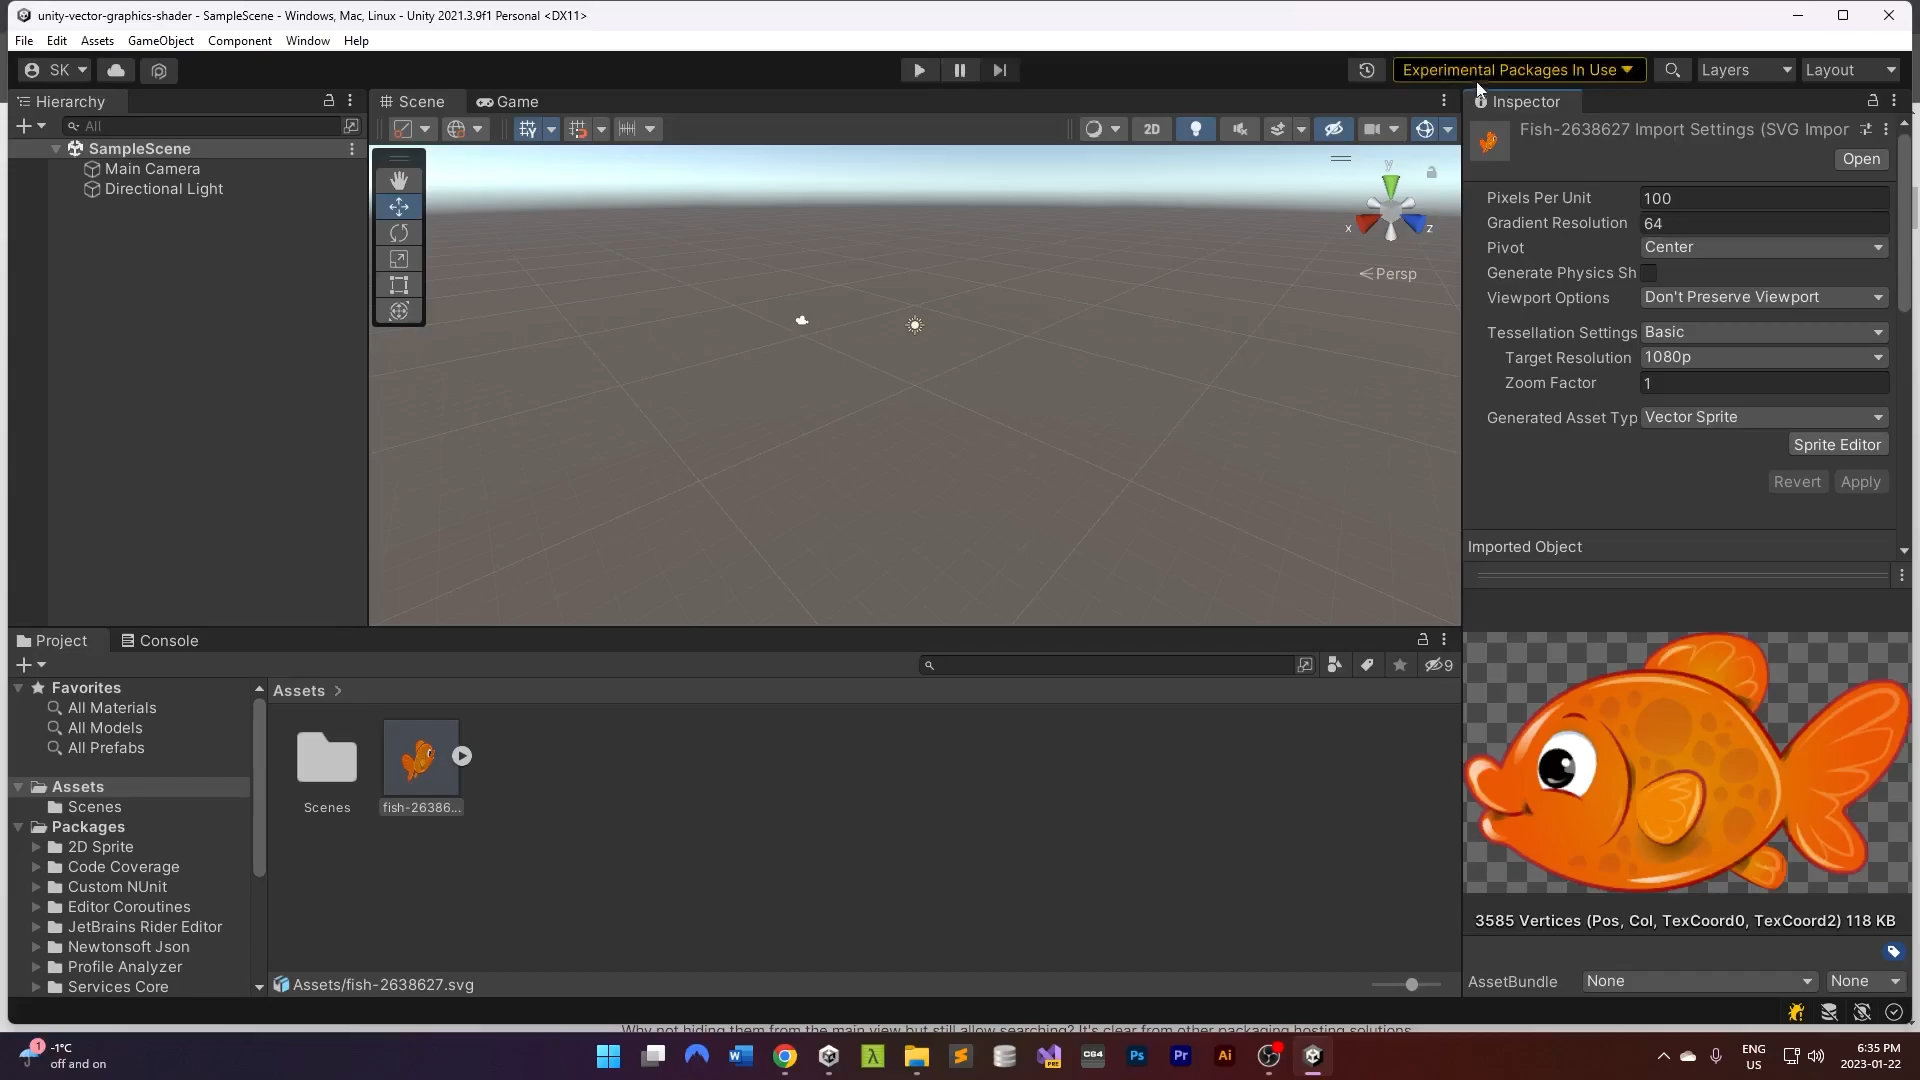 unity-vector-graphics-shader - SampleScene - Windows, Mac, Linux - Unity 2021.3.9f1 Personal <DX11>
File Edit Assets GameObject Component Window Help
SK
Experimental Packages In Use
Layers
Layout
Hierarchy
All
SampleScene
Main Camera
Directional Light
Scene
Game
2D
y
x
z
Persp
Inspector
Fish-2638627 Import Settings (SVG Impor
Open
Pixels Per Unit 100
Gradient Resolution 64
Pivot Center
Generate Physics Sh
Viewport Options Don't Preserve Viewport
Tessellation Settings Basic
Target Resolution 1080p
Zoom Factor 1
Generated Asset Typ Vector Sprite
Sprite Editor
Revert Apply
Imported Object
3585 Vertices (Pos, Col, TexCoord0, TexCoord2) 118 KB
AssetBundle None None
Project
Console
9
Favorites
All Materials
All Models
All Prefabs
Assets
Scenes
Packages
2D Sprite
Code Coverage
Custom NUnit
Editor Coroutines
JetBrains Rider Editor
Newtonsoft Json
Profile Analyzer
Services Core
Assets >
Scenes
fish-26386...
Assets/fish-2638627.svg
Why not hiding them from the main view but still allow searching? It's clear from other packaging hosting solutions
1
-1°C
off and on
W
λ
PRE
CG4
Ps
Pr
Ai
ENG
US
6:35 PM
2023-01-22